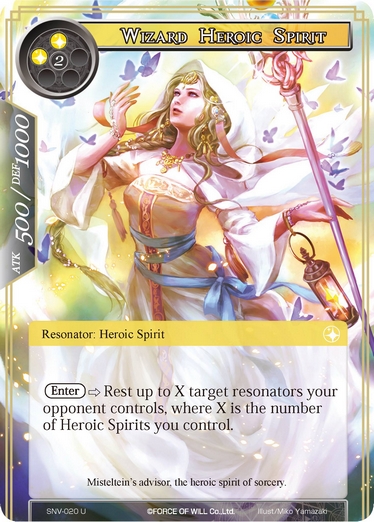 Wizard Heroic Spirit
2
ATK 500 / DEF 1000
Resonator: Heroic Spirit
Enter ⇨ Rest up to X target resonators your
opponent controls, where X is the number
of Heroic Spirits you control.
Misteltein's advisor, the heroic spirit of sorcery.
SNV-020 U ©FORCE OF WILL Co.,Ltd. Illust/Miko Yamazaki